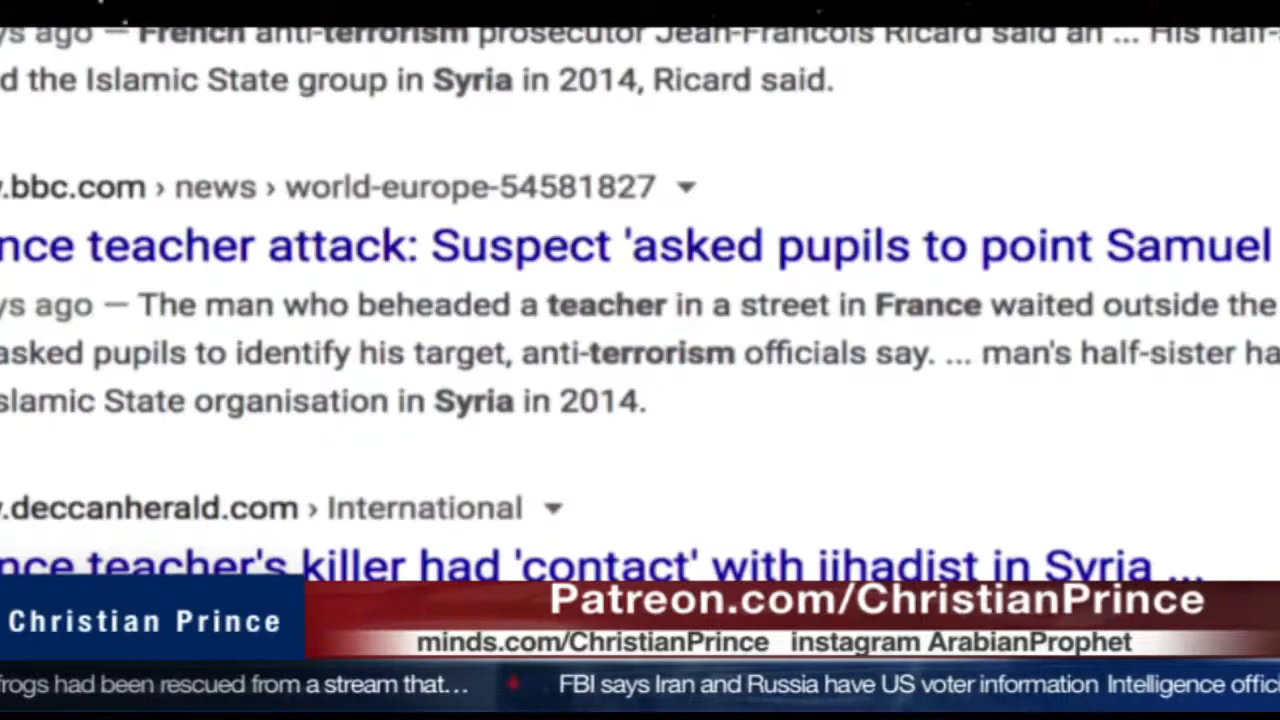 ys ago — French anti-terrorism prosecutor Jean-Francois Ricard said an ... His half-
d the Islamic State group in Syria in 2014, Ricard said.
.bbc.com › news › world-europe-54581827
nce teacher attack: Suspect 'asked pupils to point Samuel
ys ago — The man who beheaded a teacher in a street in France waited outside the
asked pupils to identify his target, anti-terrorism officials say. ... man's half-sister ha
slamic State organisation in Syria in 2014.
.deccanherald.com › International
nce teacher's killer had 'contact' with jihadist in Syria ...
Patreon.com/ChristianPrince
Christian Prince
minds.com/ChristianPrince instagram ArabianProphet
frogs had been rescued from a stream that... FBI says Iran and Russia have US voter information Intelligence offic